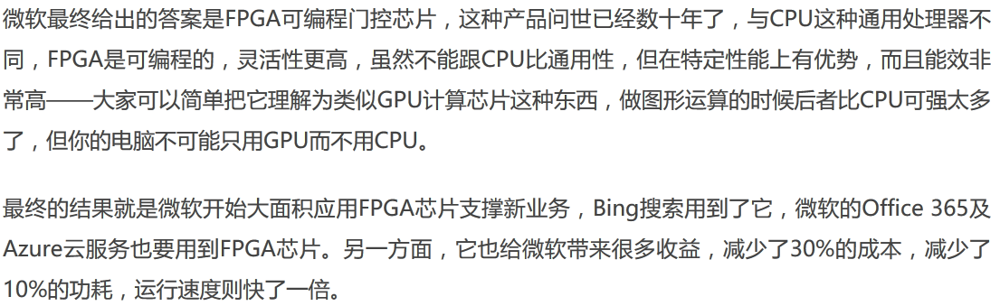 微软最终给出的答案是FPGA可编程门控芯片，这种产品问世已经数十年了，与CPU这种通用处理器不
同，FPGA是可编程的，灵活性更高，虽然不能跟CPU比通用性，但在特定性能上有优势，而且能效非
常高——大家可以简单把它理解为类似GPU计算芯片这种东西，做图形运算的时候后者比CPU可强太多
了，但你的电脑不可能只用GPU而不用CPU。
最终的结果就是微软开始大面积应用FPGA芯片支撑新业务，Bing搜索用到了它，微软的Office 365及
Azure云服务也要用到FPGA芯片。另一方面，它也给微软带来很多收益，减少了30%的成本，减少了
10%的功耗，运行速度则快了一倍。